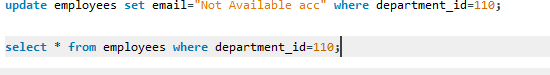 update employees set email="Not Available acc" where department_id=110;
select * from employees where department_id=110;